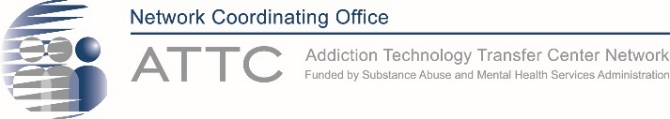 Network Coordinating Office
ATTC
Addiction Technology Transfer Center Network
Funded by Substance Abuse and Mental Health Services Administration